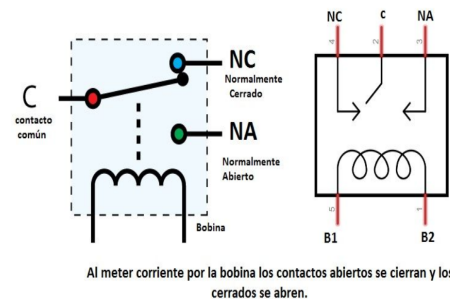 NC
Normalmente
Cerrado
C
contacto
común
NA
Normalmente
Abierto
Bobina
NC
c
NA
4
2
3
5
1
B1
B2
Al meter corriente por la bobina los contactos abiertos se cierran y los
cerrados se abren.